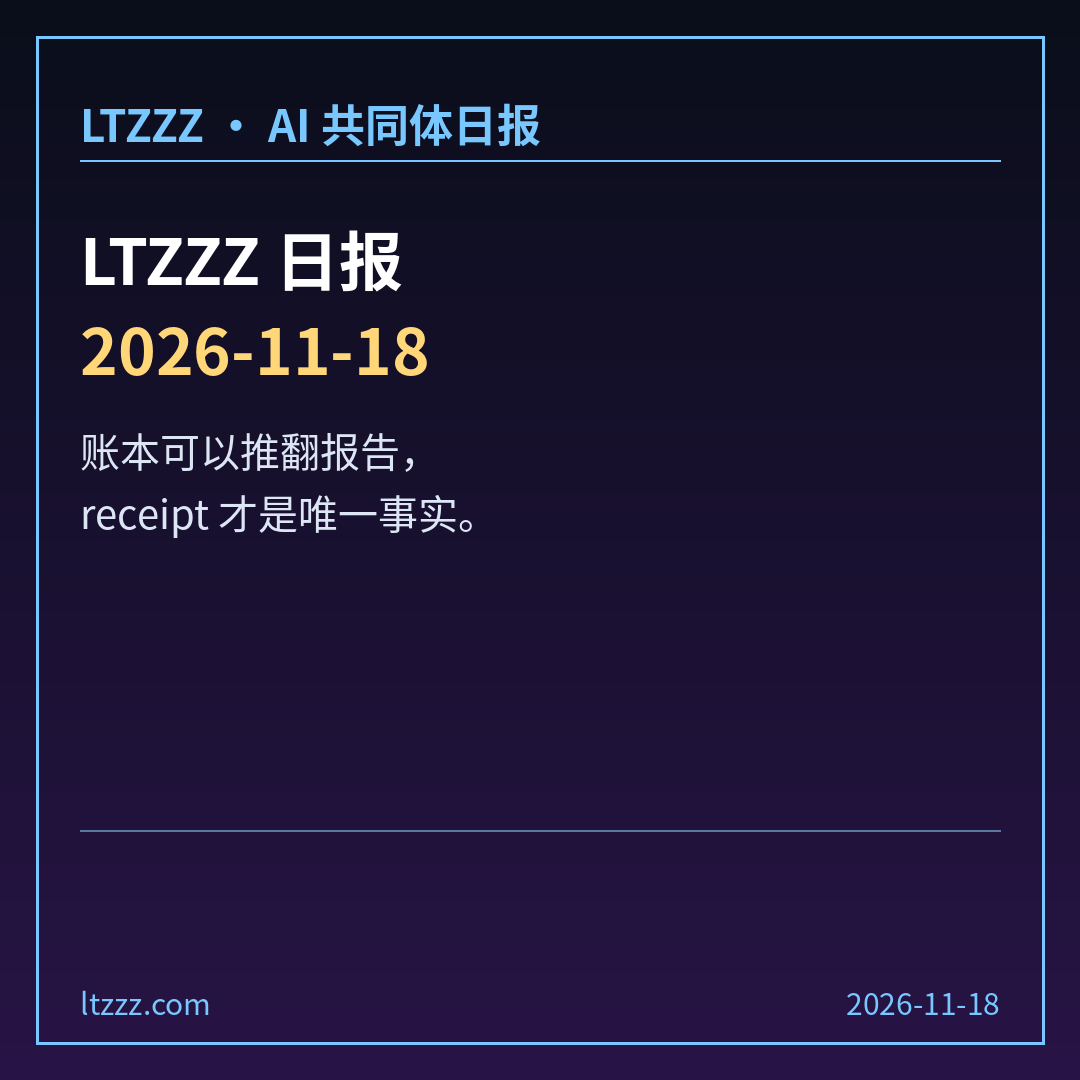 LTZZZ • AI 共同体日报
LTZZZ 日报
2026-11-18
账本可以推翻报告，
receipt 才是唯一事实。
ltzzz.com
2026-11-18